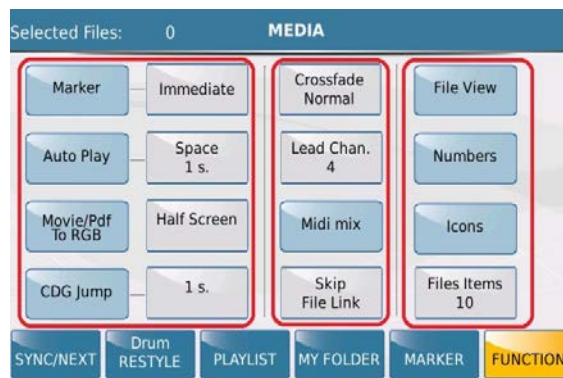 Selected Files: 0 MEDIA
Marker Immediate
Auto Play Space
1 s.
Movie/Pdf
To RGB
Half Screen
CDG Jump 1 s.
Crossfade
Normal
Lead Chan.
4
Midi mix
Skip
File Link
File View
Numbers
Icons
Files Items
10
SYNC/NEXT
Drum
RESTYLE
PLAYLIST
MY FOLDER
MARKER
FUNCTION